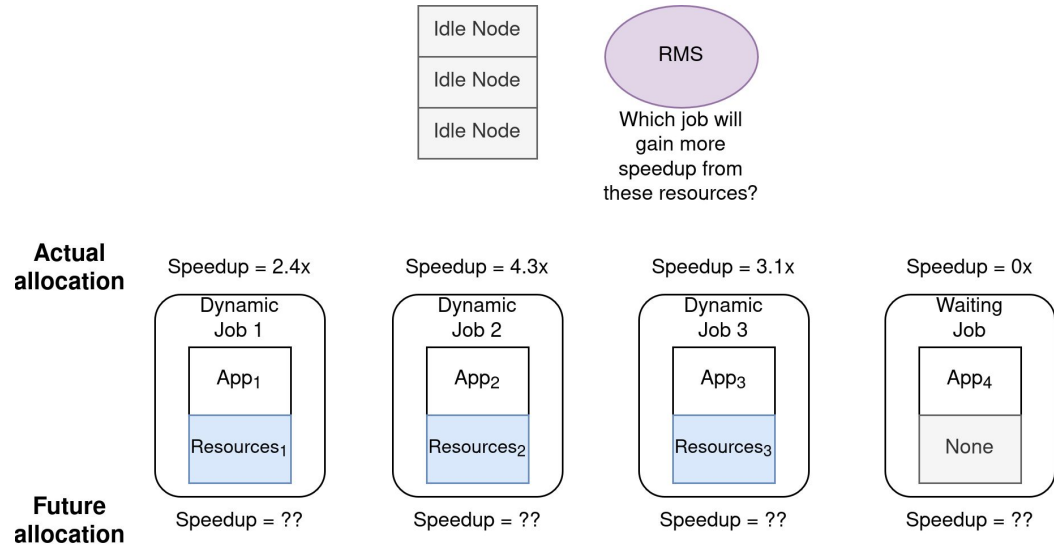 Idle Node
Idle Node
Idle Node
RMS
Which job will
gain more
speedup from
these resources?
Actual
allocation
Speedup = 2.4x
Speedup = 4.3x
Speedup = 3.1x
Speedup = 0x
Dynamic
Job 1
App1
Resources1
Dynamic
Job 2
App2
Resources2
Dynamic
Job 3
App3
Resources3
Waiting
Job
App4
None
Future
allocation
Speedup = ??
Speedup = ??
Speedup = ??
Speedup = ??